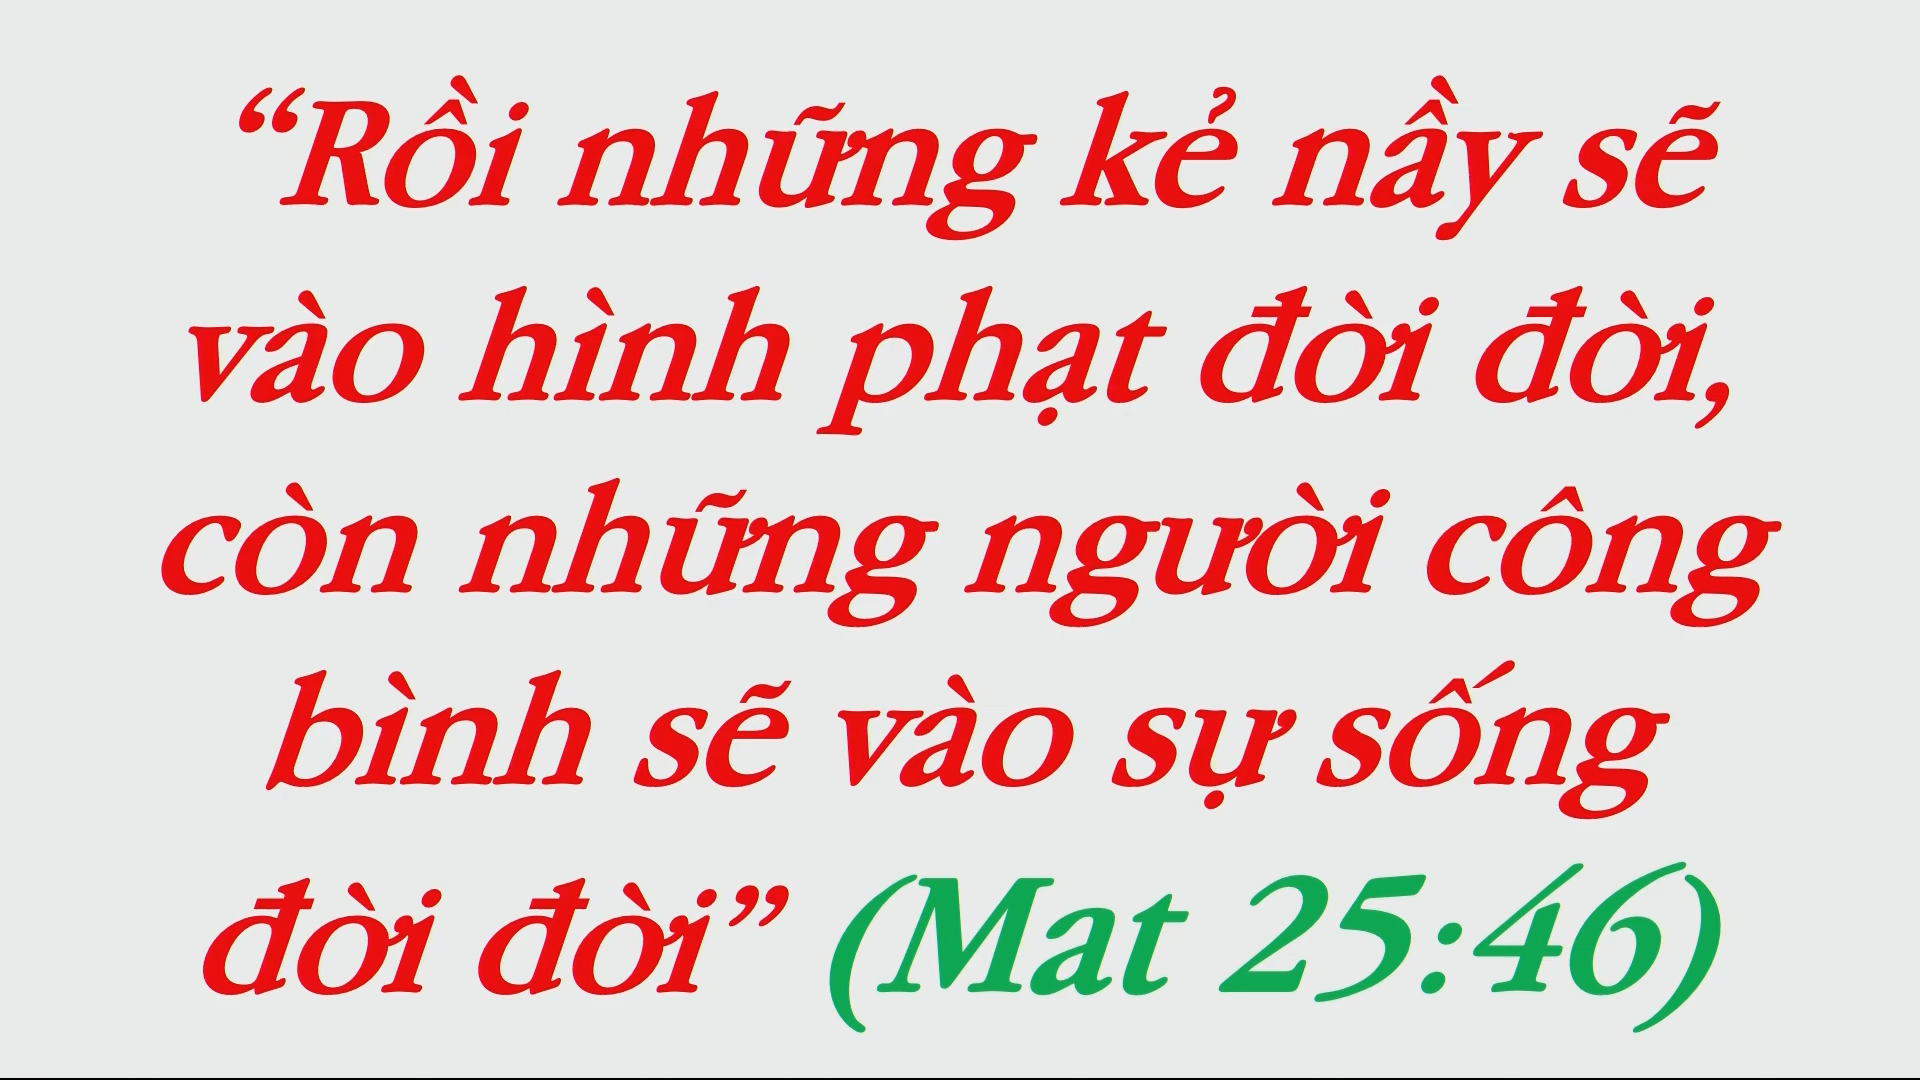 “Rồi những kẻ nầy sẽ
vào hình phạt đời đời,
còn những người công
bình sẽ vào sự sống
đời đời” (Mat 25:46)